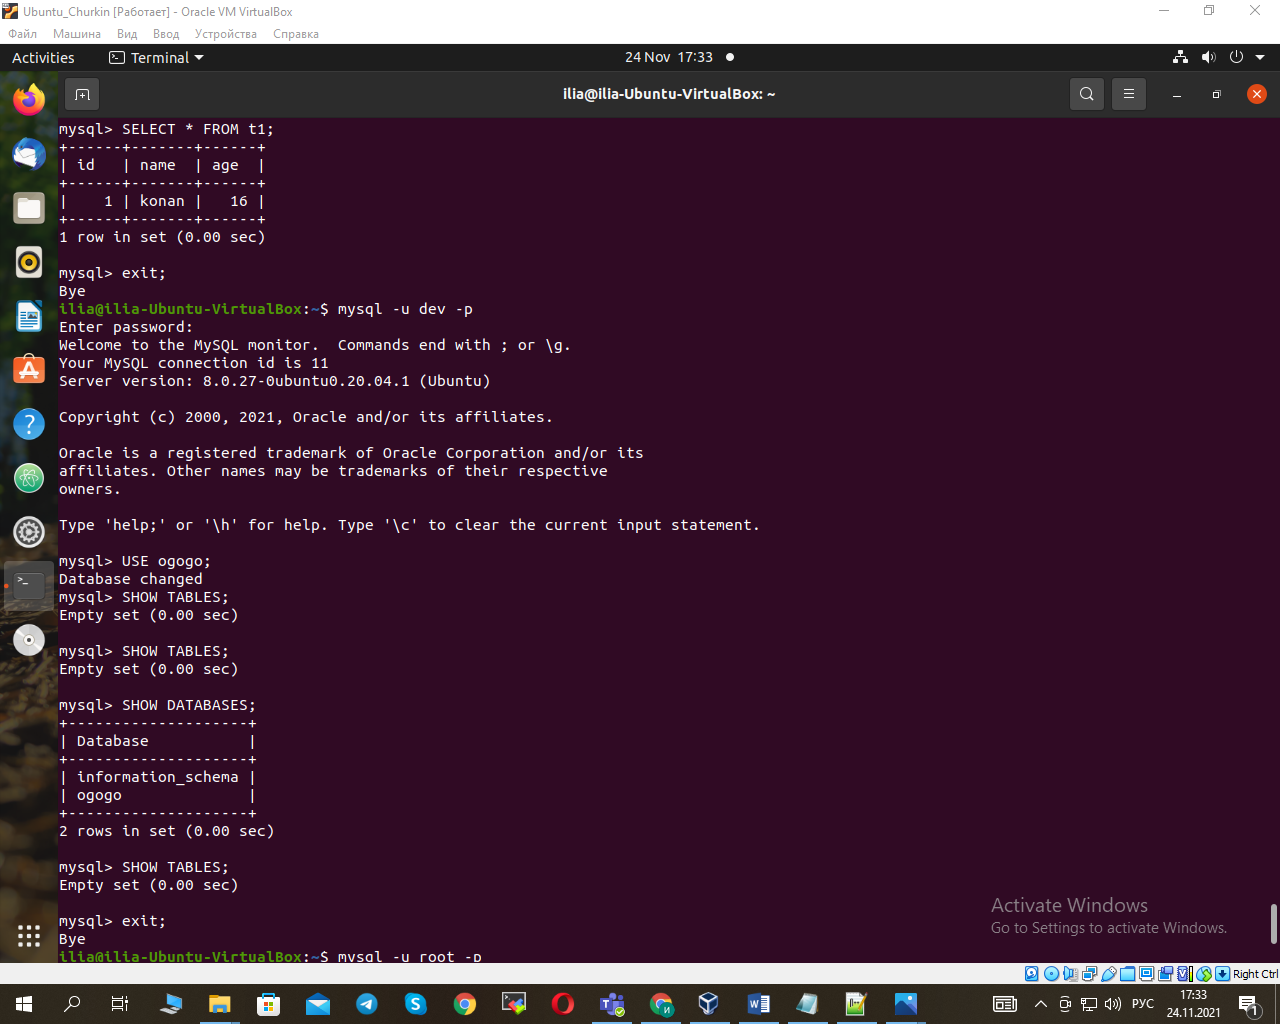 Ubuntu_Churkin [Работает] - Oracle VM VirtualBox
Файл Машина Вид Ввод Устройства Справка
Activities Terminal 24 Nov 17:33
ilia@ilia-Ubuntu-VirtualBox: ~
mysql> SELECT * FROM t1;
+------+-------+------+
| id   | name  | age  |
+------+-------+------+
|    1 | konan |   16 |
+------+-------+------+
1 row in set (0.00 sec)
mysql> exit;
Bye
ilia@ilia-Ubuntu-VirtualBox:~$ mysql -u dev -p
Enter password:
Welcome to the MySQL monitor.  Commands end with ; or \g.
Your MySQL connection id is 11
Server version: 8.0.27-0ubuntu0.20.04.1 (Ubuntu)
Copyright (c) 2000, 2021, Oracle and/or its affiliates.
Oracle is a registered trademark of Oracle Corporation and/or its
affiliates. Other names may be trademarks of their respective
owners.
Type 'help;' or '\h' for help. Type '\c' to clear the current input statement.
mysql> USE ogogo;
Database changed
mysql> SHOW TABLES;
Empty set (0.00 sec)
mysql> SHOW TABLES;
Empty set (0.00 sec)
mysql> SHOW DATABASES;
+--------------------+
| Database           |
+--------------------+
| information_schema |
| ogogo              |
+--------------------+
2 rows in set (0.00 sec)
mysql> SHOW TABLES;
Empty set (0.00 sec)
mysql> exit;
Bye
ilia@ilia-Ubuntu-VirtualBox:~$ mysql -u root -p
Activate Windows
Go to Settings to activate Windows.
Right Ctrl
РУС
17:33
24.11.2021
1